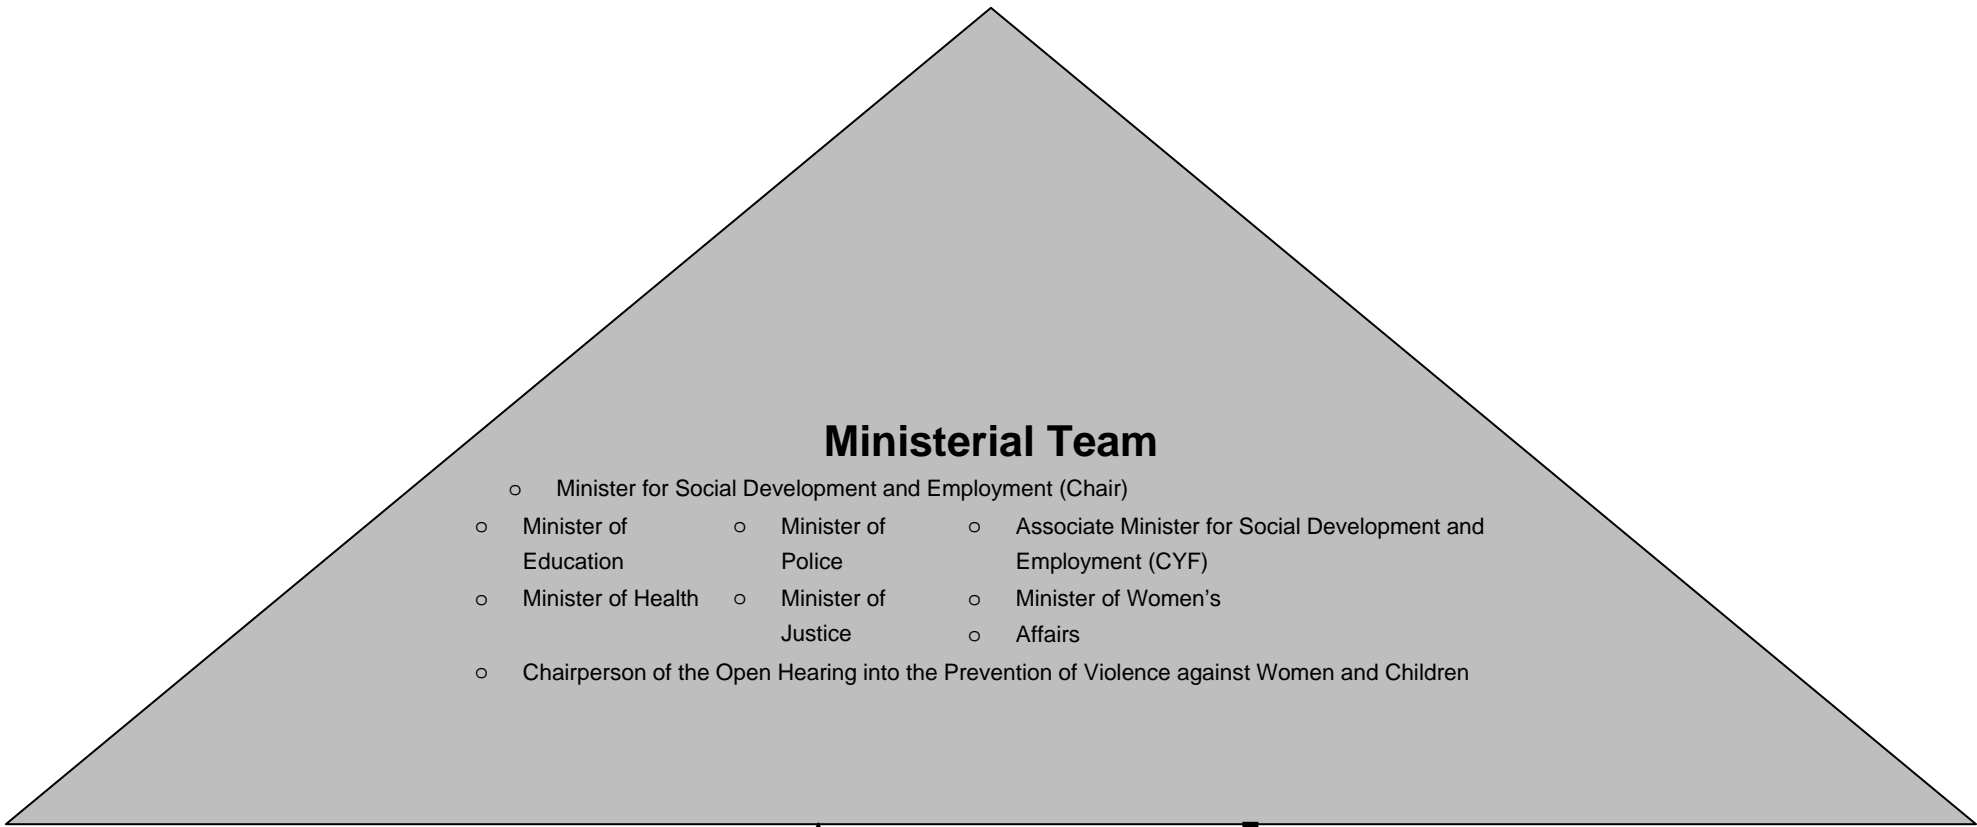 Ministerial Team
o Minister for Social Development and Employment (Chair)
o Minister of Education
o Minister of Police
o Associate Minister for Social Development and Employment (CYF)
o Minister of Health
o Minister of Justice
o Minister of Women’s
o Affairs
o Chairperson of the Open Hearing into the Prevention of Violence against Women and Children